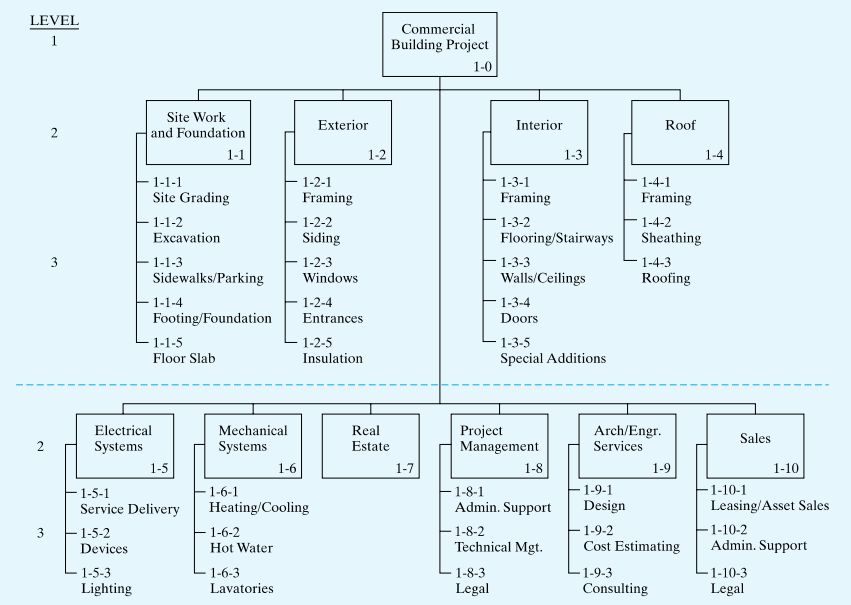 LEVEL
1
Commercial
Building Project
1-0
2
Site Work
and Foundation
1-1
Exterior
1-2
Interior
1-3
Roof
1-4
3
1-1-1
Site Grading
1-1-2
Excavation
1-1-3
Sidewalks/Parking
1-1-4
Footing/Foundation
1-1-5
Floor Slab
1-2-1
Framing
1-2-2
Siding
1-2-3
Windows
1-2-4
Entrances
1-2-5
Insulation
1-3-1
Framing
1-3-2
Flooring/Stairways
1-3-3
Walls/Ceilings
1-3-4
Doors
1-3-5
Special Additions
1-4-1
Framing
1-4-2
Sheathing
1-4-3
Roofing
2
Electrical
Systems
1-5
Mechanical
Systems
1-6
Real
Estate
1-7
Project
Management
1-8
Arch/Engr.
Services
1-9
Sales
1-10
3
1-5-1
Service Delivery
1-5-2
Devices
1-5-3
Lighting
1-6-1
Heating/Cooling
1-6-2
Hot Water
1-6-3
Lavatories
1-8-1
Admin. Support
1-8-2
Technical Mgt.
1-8-3
Legal
1-9-1
Design
1-9-2
Cost Estimating
1-9-3
Consulting
1-10-1
Leasing/Asset Sales
1-10-2
Admin. Support
1-10-3
Legal